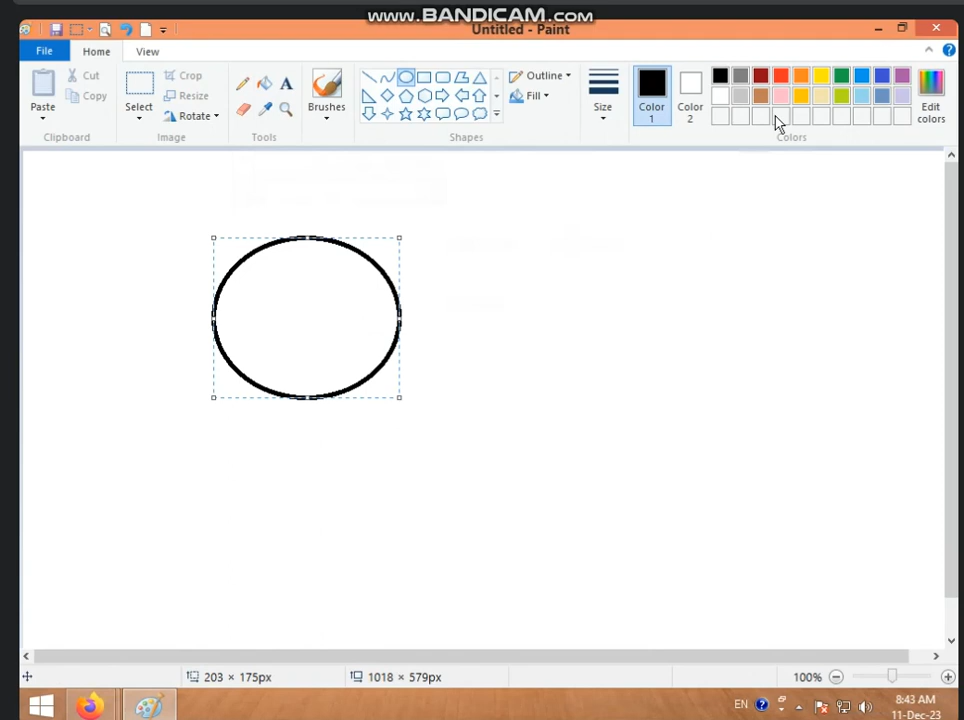 www.BANDICAM.com
Untitled - Paint
File Home View
Paste
Cut
Copy
Clipboard
Select
Crop
Resize
Rotate
Image
A
Tools
Brushes
Outline
Fill
Shapes
Size
Color 1
Color 2
Edit colors
Colors
203 × 175px
1018 × 579px
100%
EN
8:43 AM
11-Dec-23